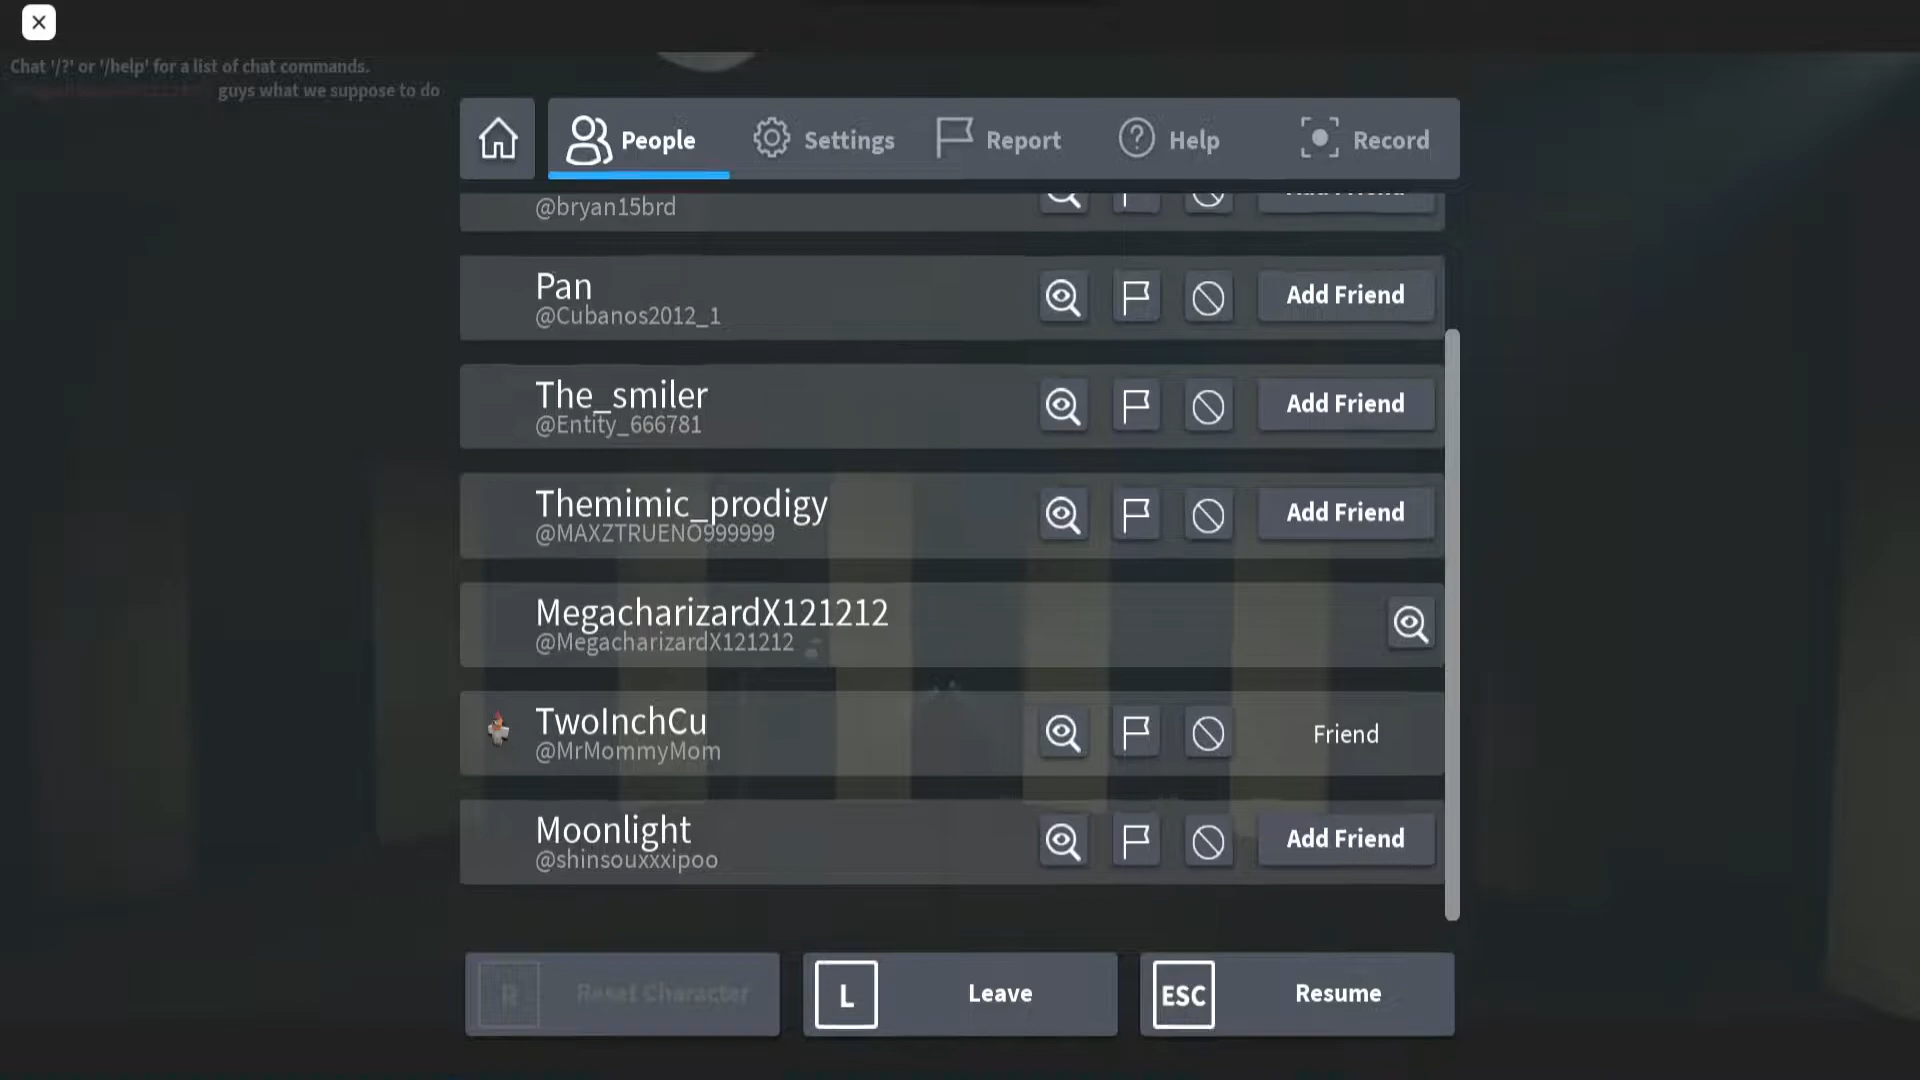 Chat '/?' or '/help' for a list of chat commands.
guys what we suppose to do
People Settings Report Help Record
@bryan15brd Add Friend
Pan
@Cubanos2012_1
Add Friend
The_smiler
@Entity_666781
Add Friend
Themimic_prodigy
@MAXZTRUENO999999
Add Friend
MegacharizardX121212
@MegacharizardX121212
TwoInchCu
@MrMommyMom
Friend
Moonlight
@shinsouxxxipoo
Add Friend
R Reset Character L Leave ESC Resume